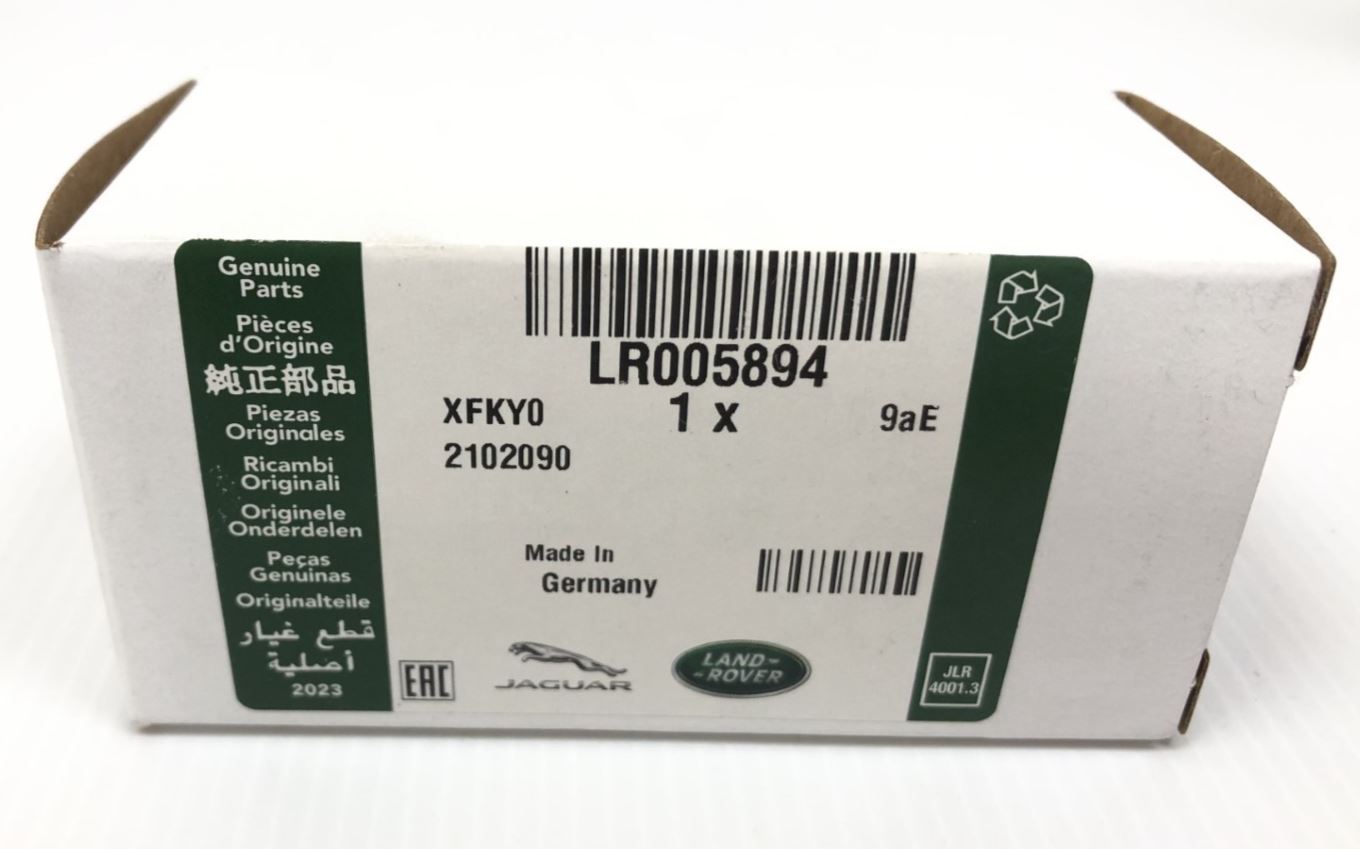 Genuine
Parts
Pièces
d'Origine
純正部品
Piezas
Originales
Ricambi
Originali
Originele
Onderdelen
Peças
Genuinas
Originalteile
قطع غيار
أصلية
2023
LR005894
XFKY0
1 x
9aE
2102090
Made In
Germany
EAC
JAGUAR
LAND-
-ROVER
JLR
4001.3